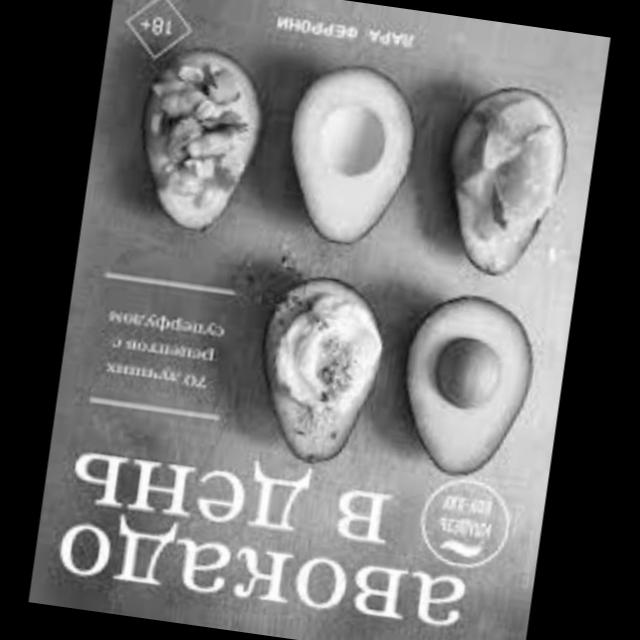 авокадо
в день
70 лучших
рецептов с
суперфудом
ЛАРА ФЕРРОНИ
18+